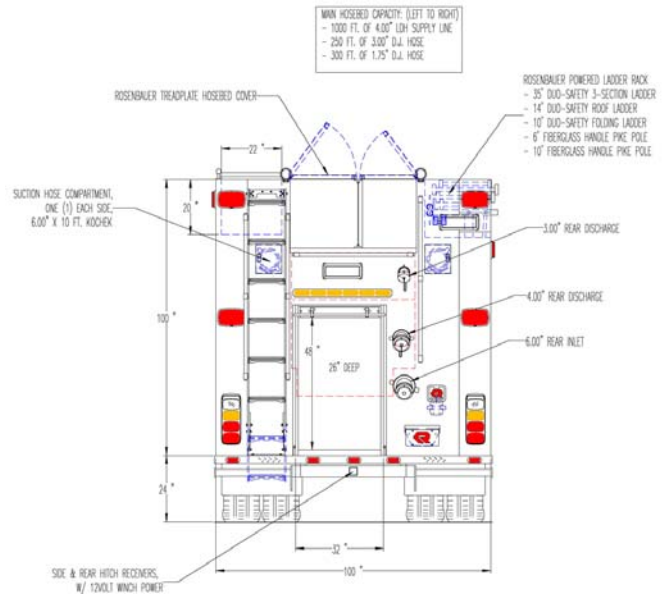 MAIN HOSEBED CAPACITY: (LEFT TO RIGHT)
- 1000 FT. OF 4.00" LDH SUPPLY LINE
- 250 FT. OF 3.00" D.J. HOSE
- 300 FT. OF 1.75" D.J. HOSE
ROSENBAUER TREADPLATE HOSEBED COVER
ROSENBAUER POWERED LADDER RACK
- 35" DUO-SAFETY 3-SECTION LADDER
- 14" DUO-SAFETY ROOF LADDER
- 10" DUO-SAFETY FOLDING LADDER
- 6" FIBERGLASS HANDLE PIKE POLE
- 10" FIBERGLASS HANDLE PIKE POLE
22 "
SUCTION HOSE COMPARTMENT,
ONE (1) EACH SIDE,
6.00" X 10 FT. KOCHEK
20 "
3.00" REAR DISCHARGE
4.00" REAR DISCHARGE
100 "
48 "
26" DEEP
6.00" REAR INLET
24 "
32 "
100 "
SIDE & REAR HITCH RECEIVERS,
W/ 12VOLT WINCH POWER